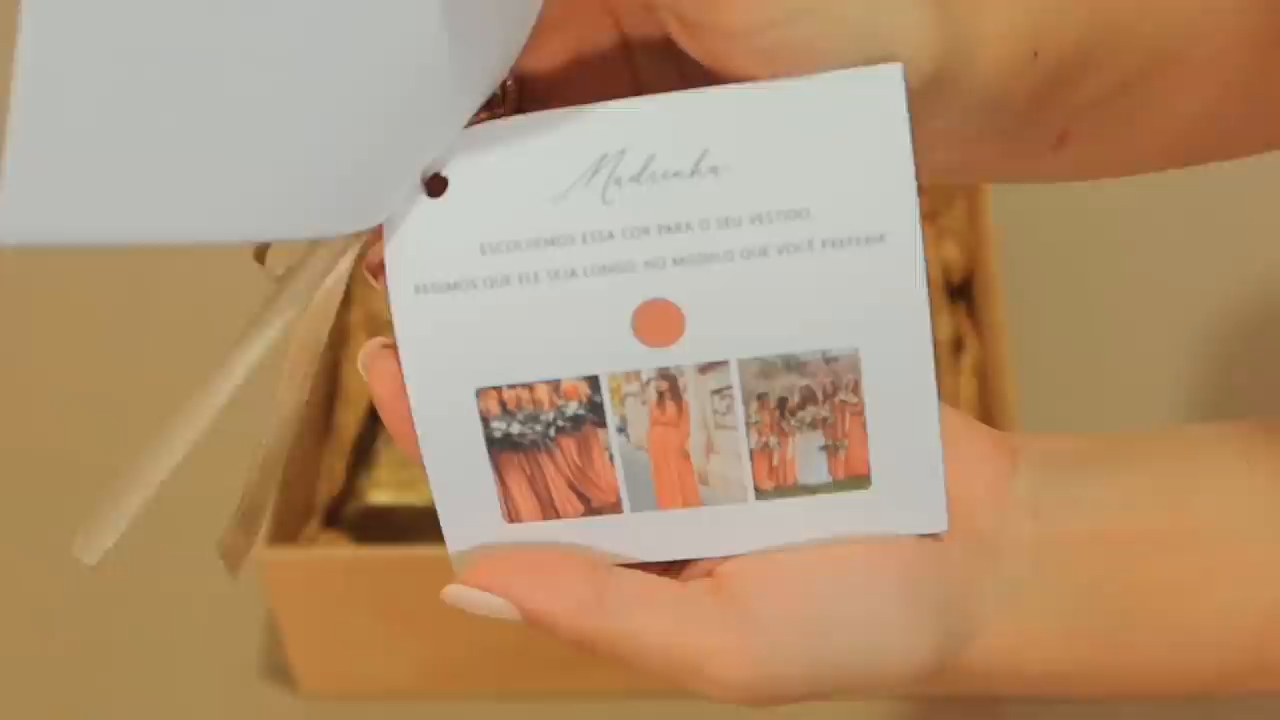 Madrinha
ESCOLHEMOS ESSA COR PARA O SEU VESTIDO,
PEDIMOS QUE ELE SEJA LONGO, NO MODELO QUE VOCÊ PREFERIR